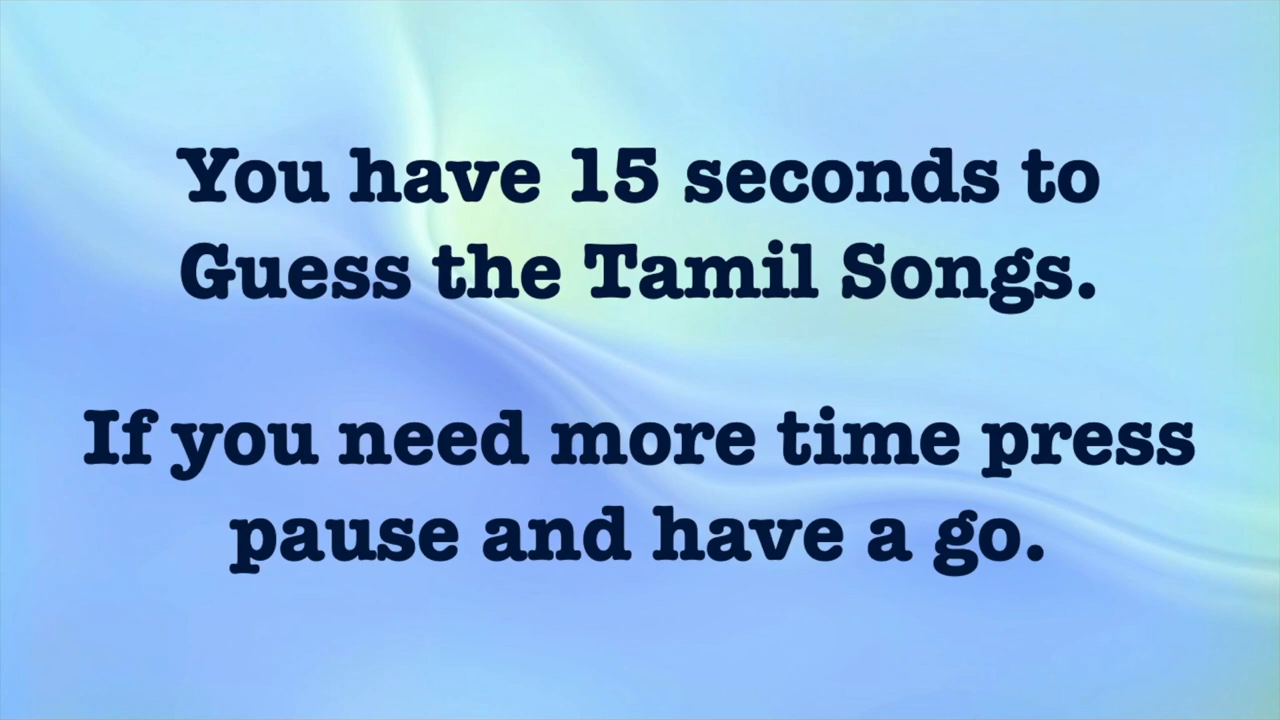 You have 15 seconds to
Guess the Tamil Songs.
If you need more time press
pause and have a go.